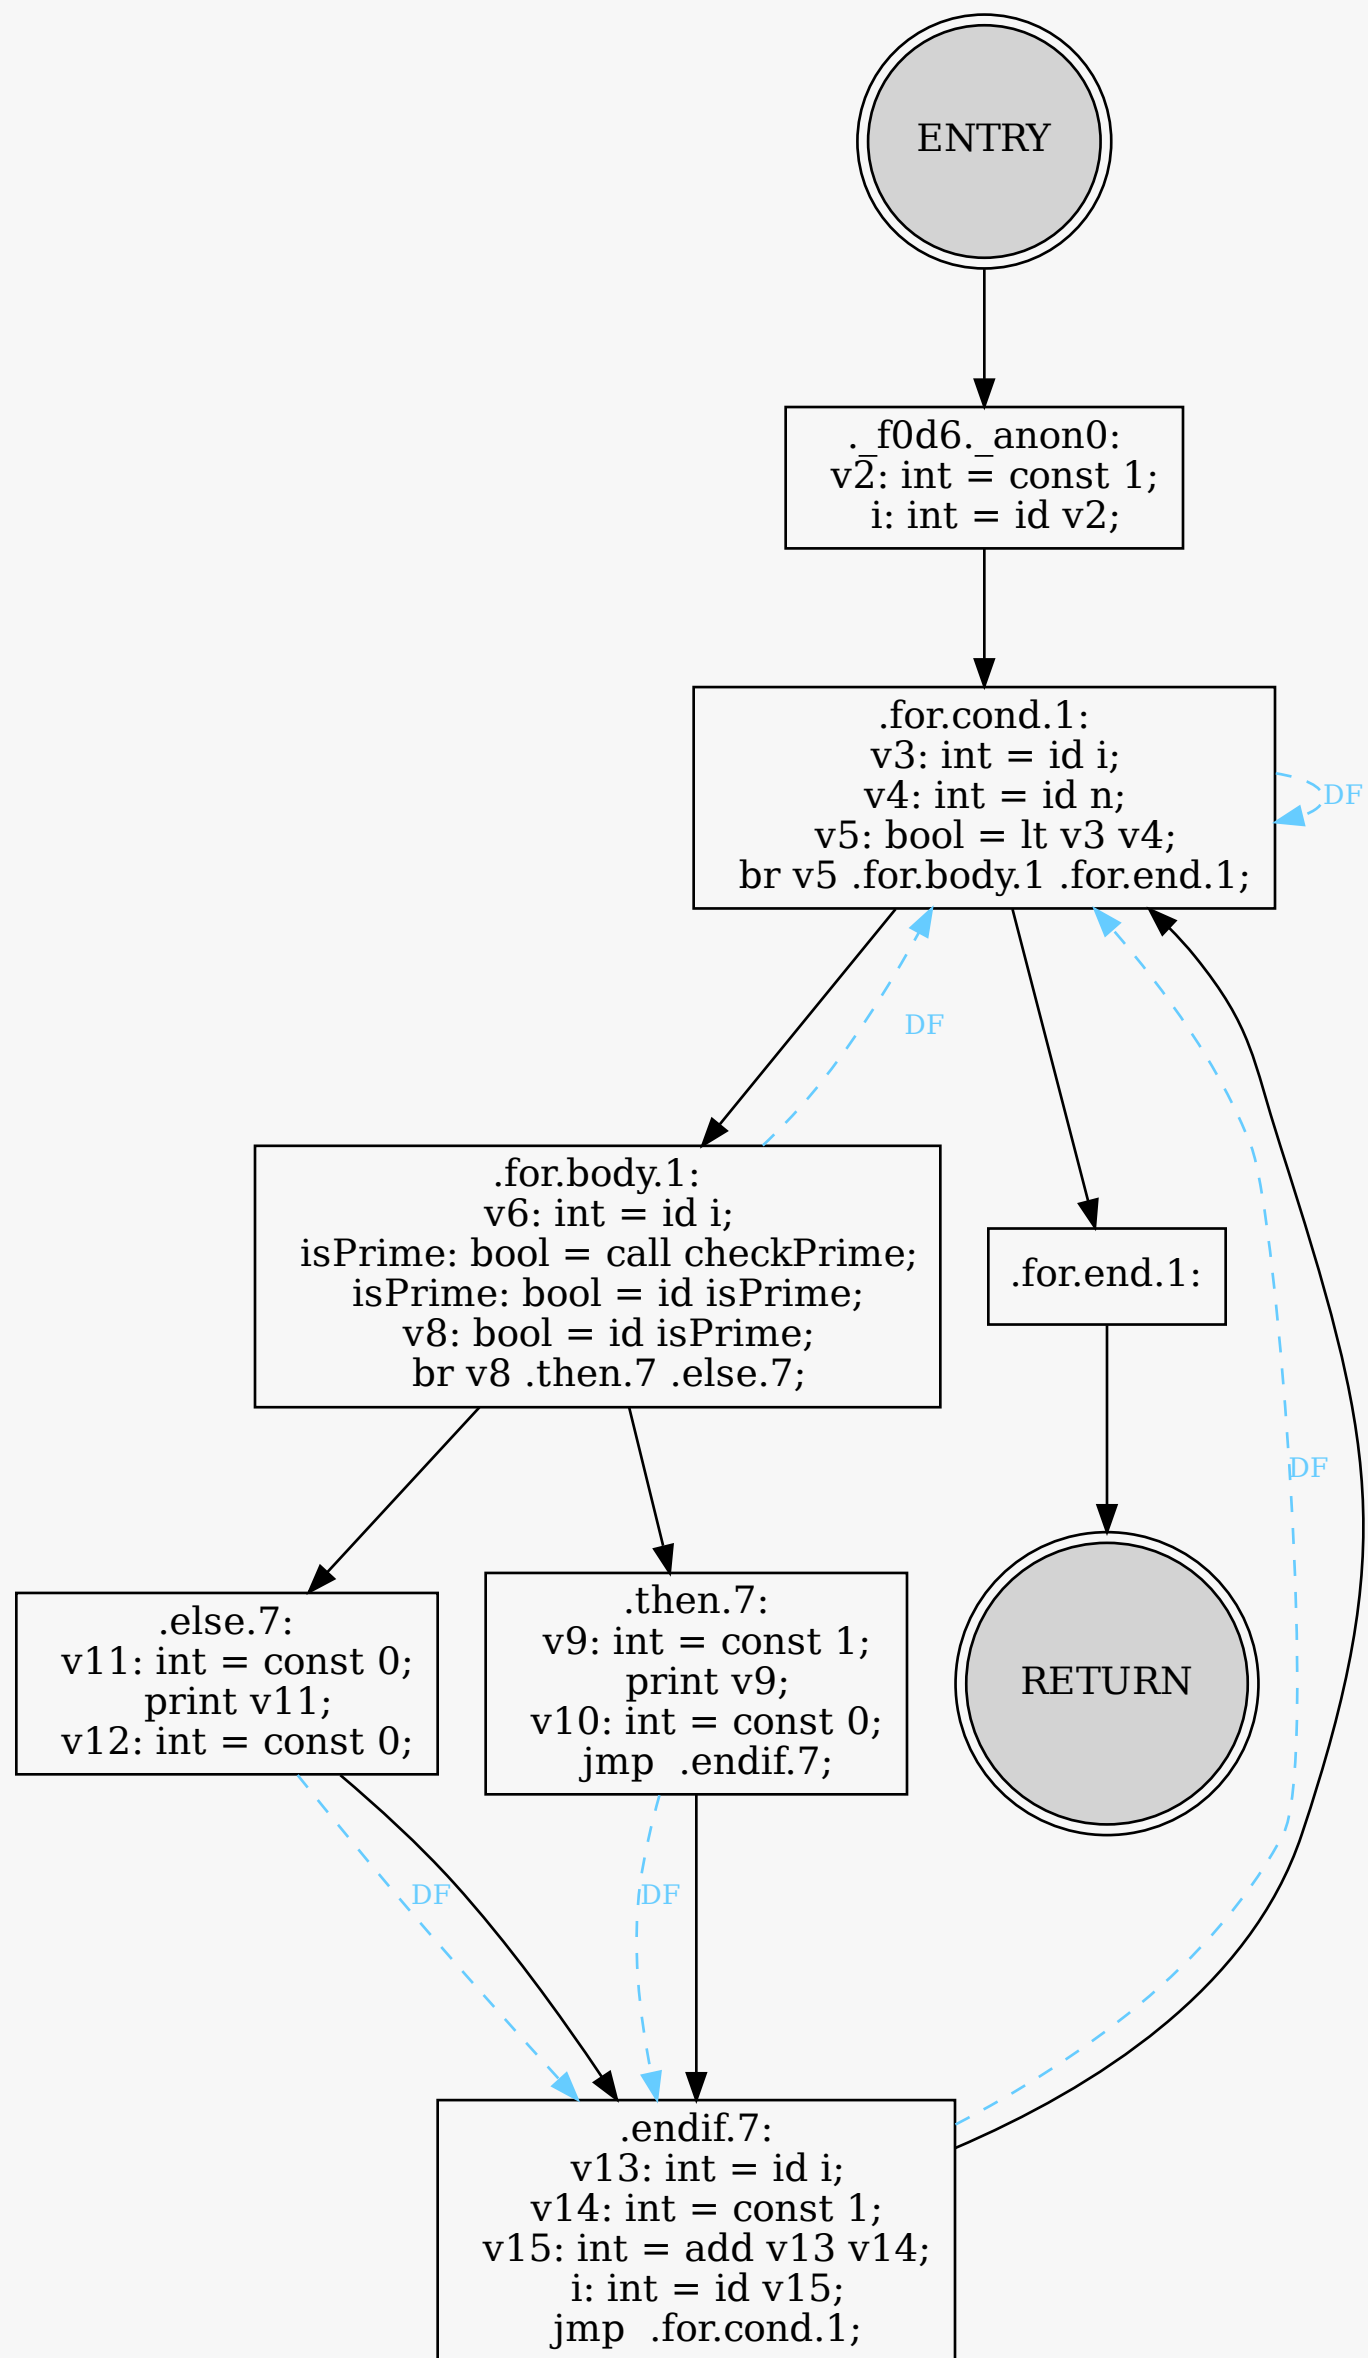 ENTRY
._f0d6._anon0:
v2: int = const 1;
i: int = id v2;
.for.cond.1:
v3: int = id i;
v4: int = id n;
v5: bool = lt v3 v4;
br v5 .for.body.1 .for.end.1;
DF
DF
.for.body.1:
v6: int = id i;
isPrime: bool = call checkPrime;
isPrime: bool = id isPrime;
v8: bool = id isPrime;
br v8 .then.7 .else.7;
.for.end.1:
DF
.else.7:
v11: int = const 0;
print v11;
v12: int = const 0;
.then.7:
v9: int = const 1;
print v9;
v10: int = const 0;
jmp  .endif.7;
RETURN
DF
DF
.endif.7:
v13: int = id i;
v14: int = const 1;
v15: int = add v13 v14;
i: int = id v15;
jmp  .for.cond.1;